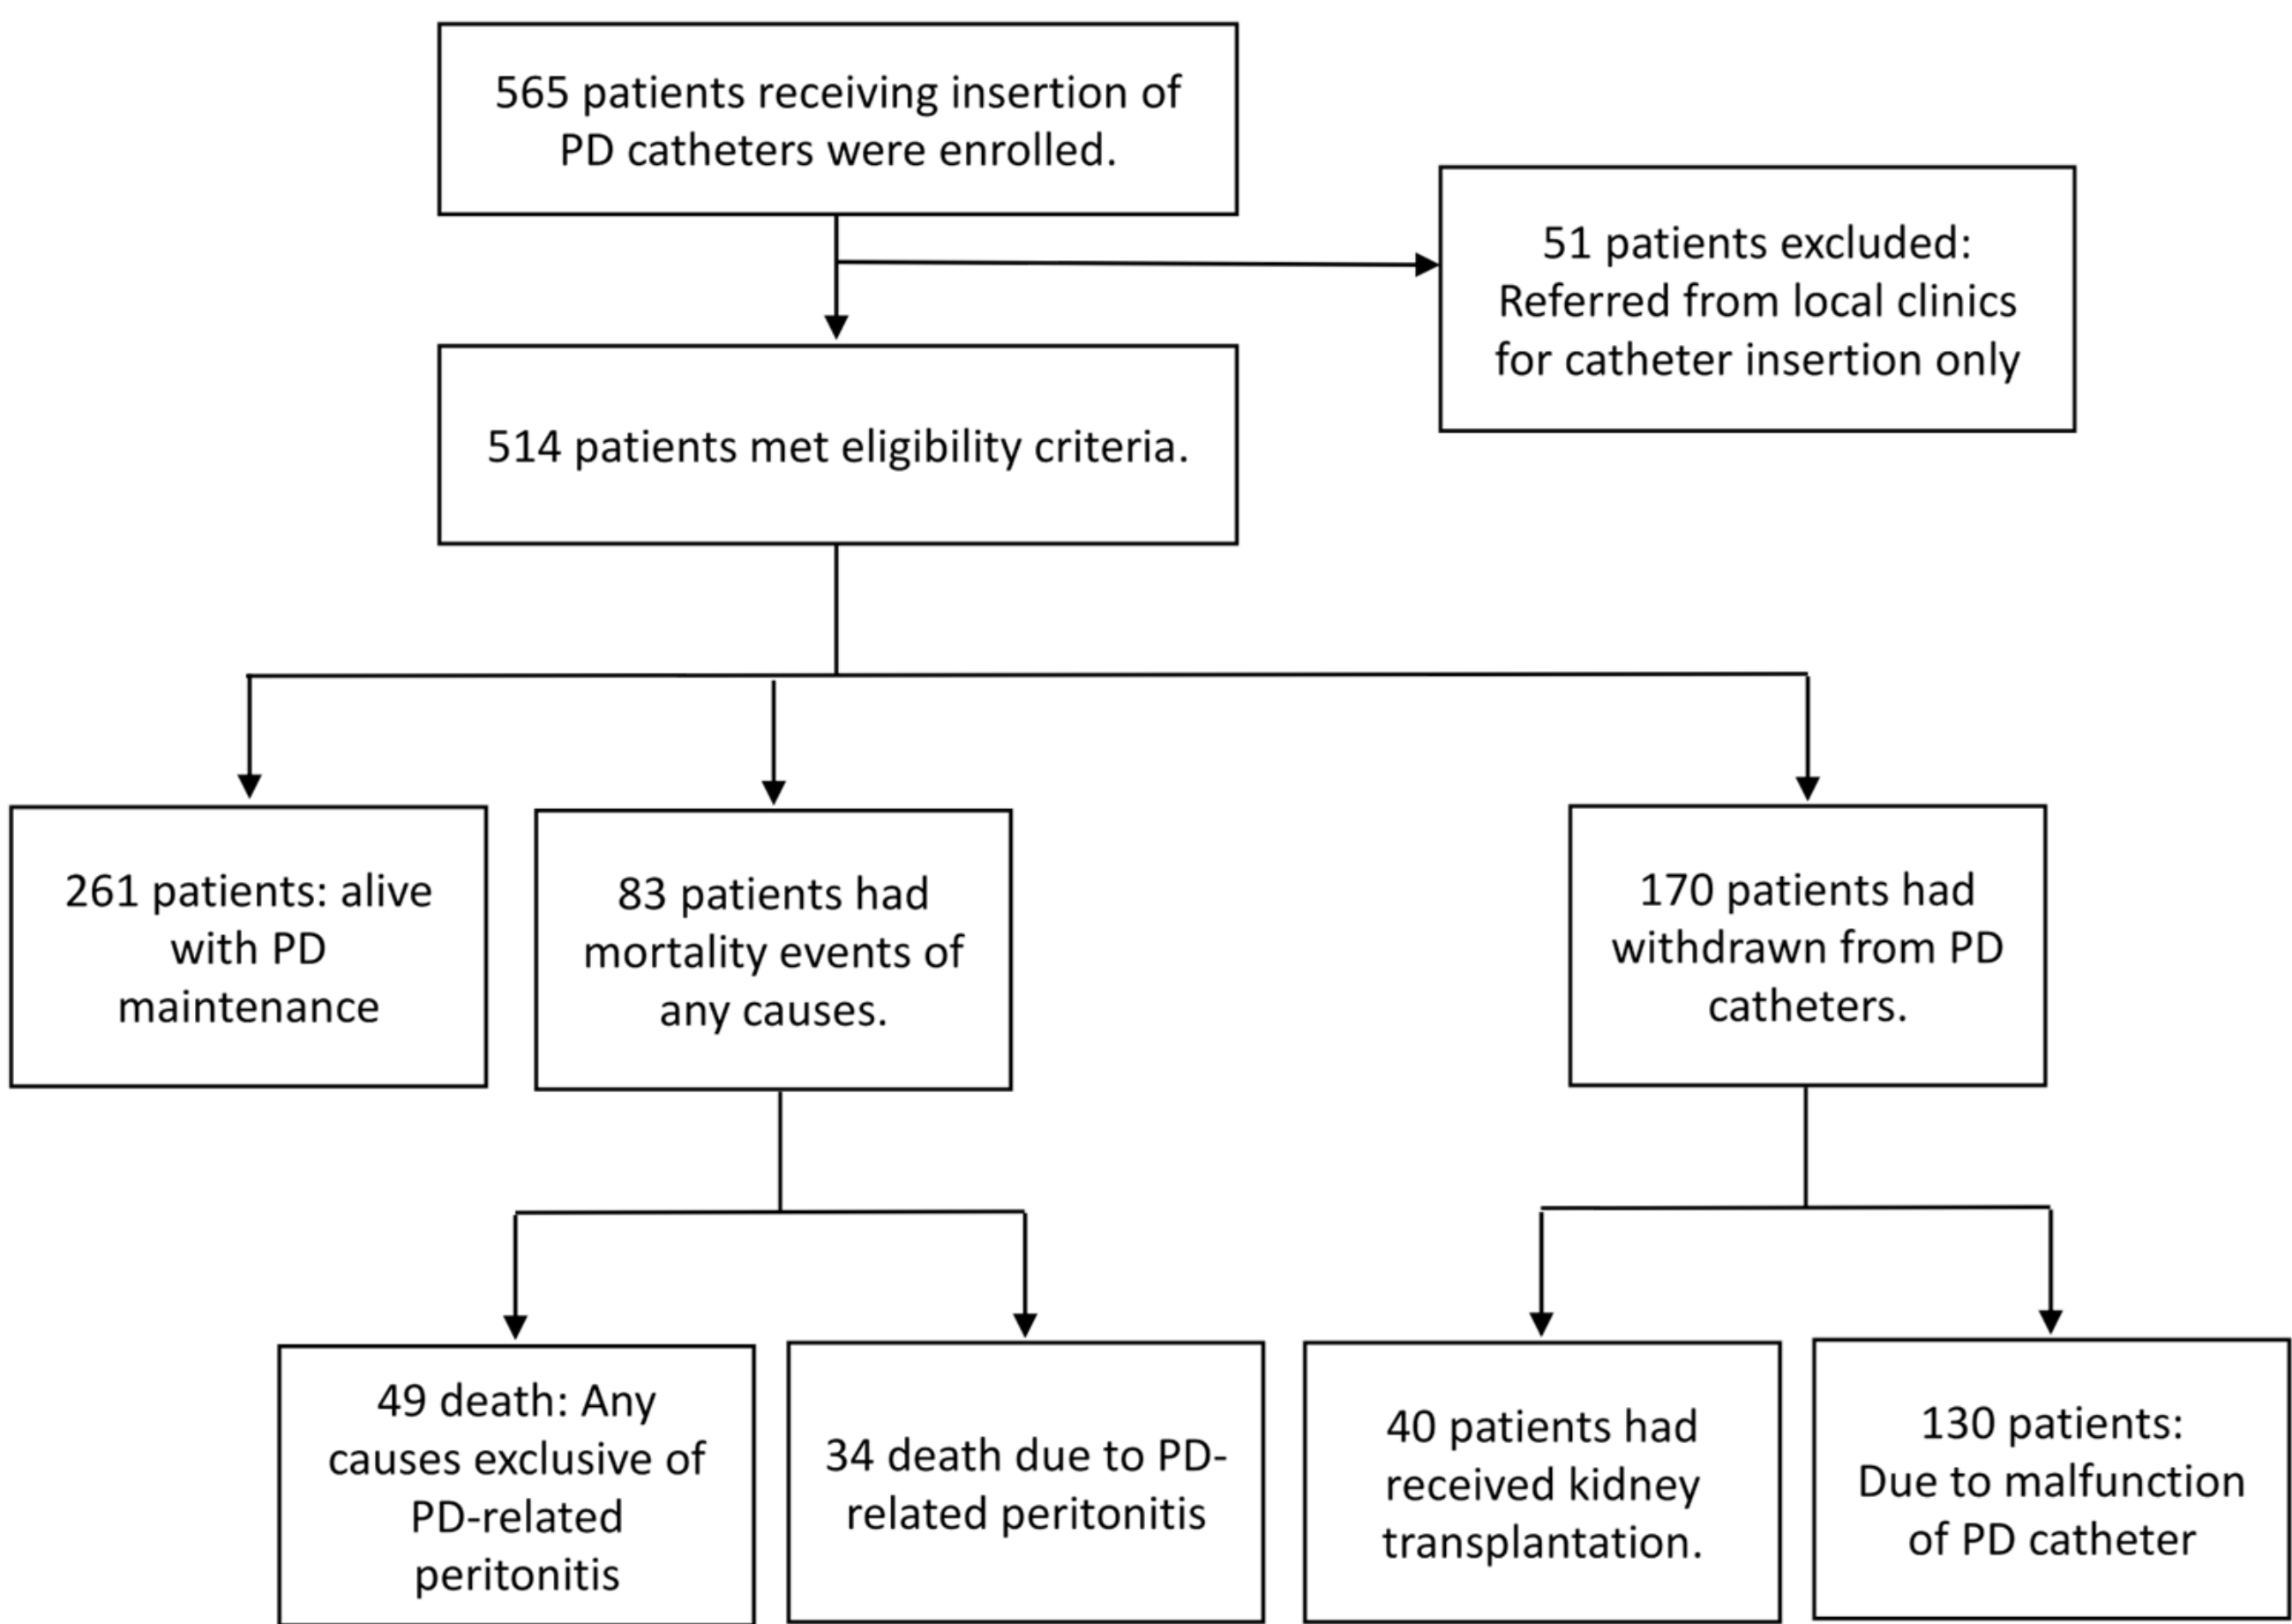 565 patients receiving insertion of
PD catheters were enrolled.
51 patients excluded:
Referred from local clinics
for catheter insertion only
514 patients met eligibility criteria.
261 patients: alive
with PD
maintenance
83 patients had
mortality events of
any causes.
170 patients had
withdrawn from PD
catheters.
49 death: Any
causes exclusive of
PD-related
peritonitis
34 death due to PD-
related peritonitis
40 patients had
received kidney
transplantation.
130 patients:
Due to malfunction
of PD catheter